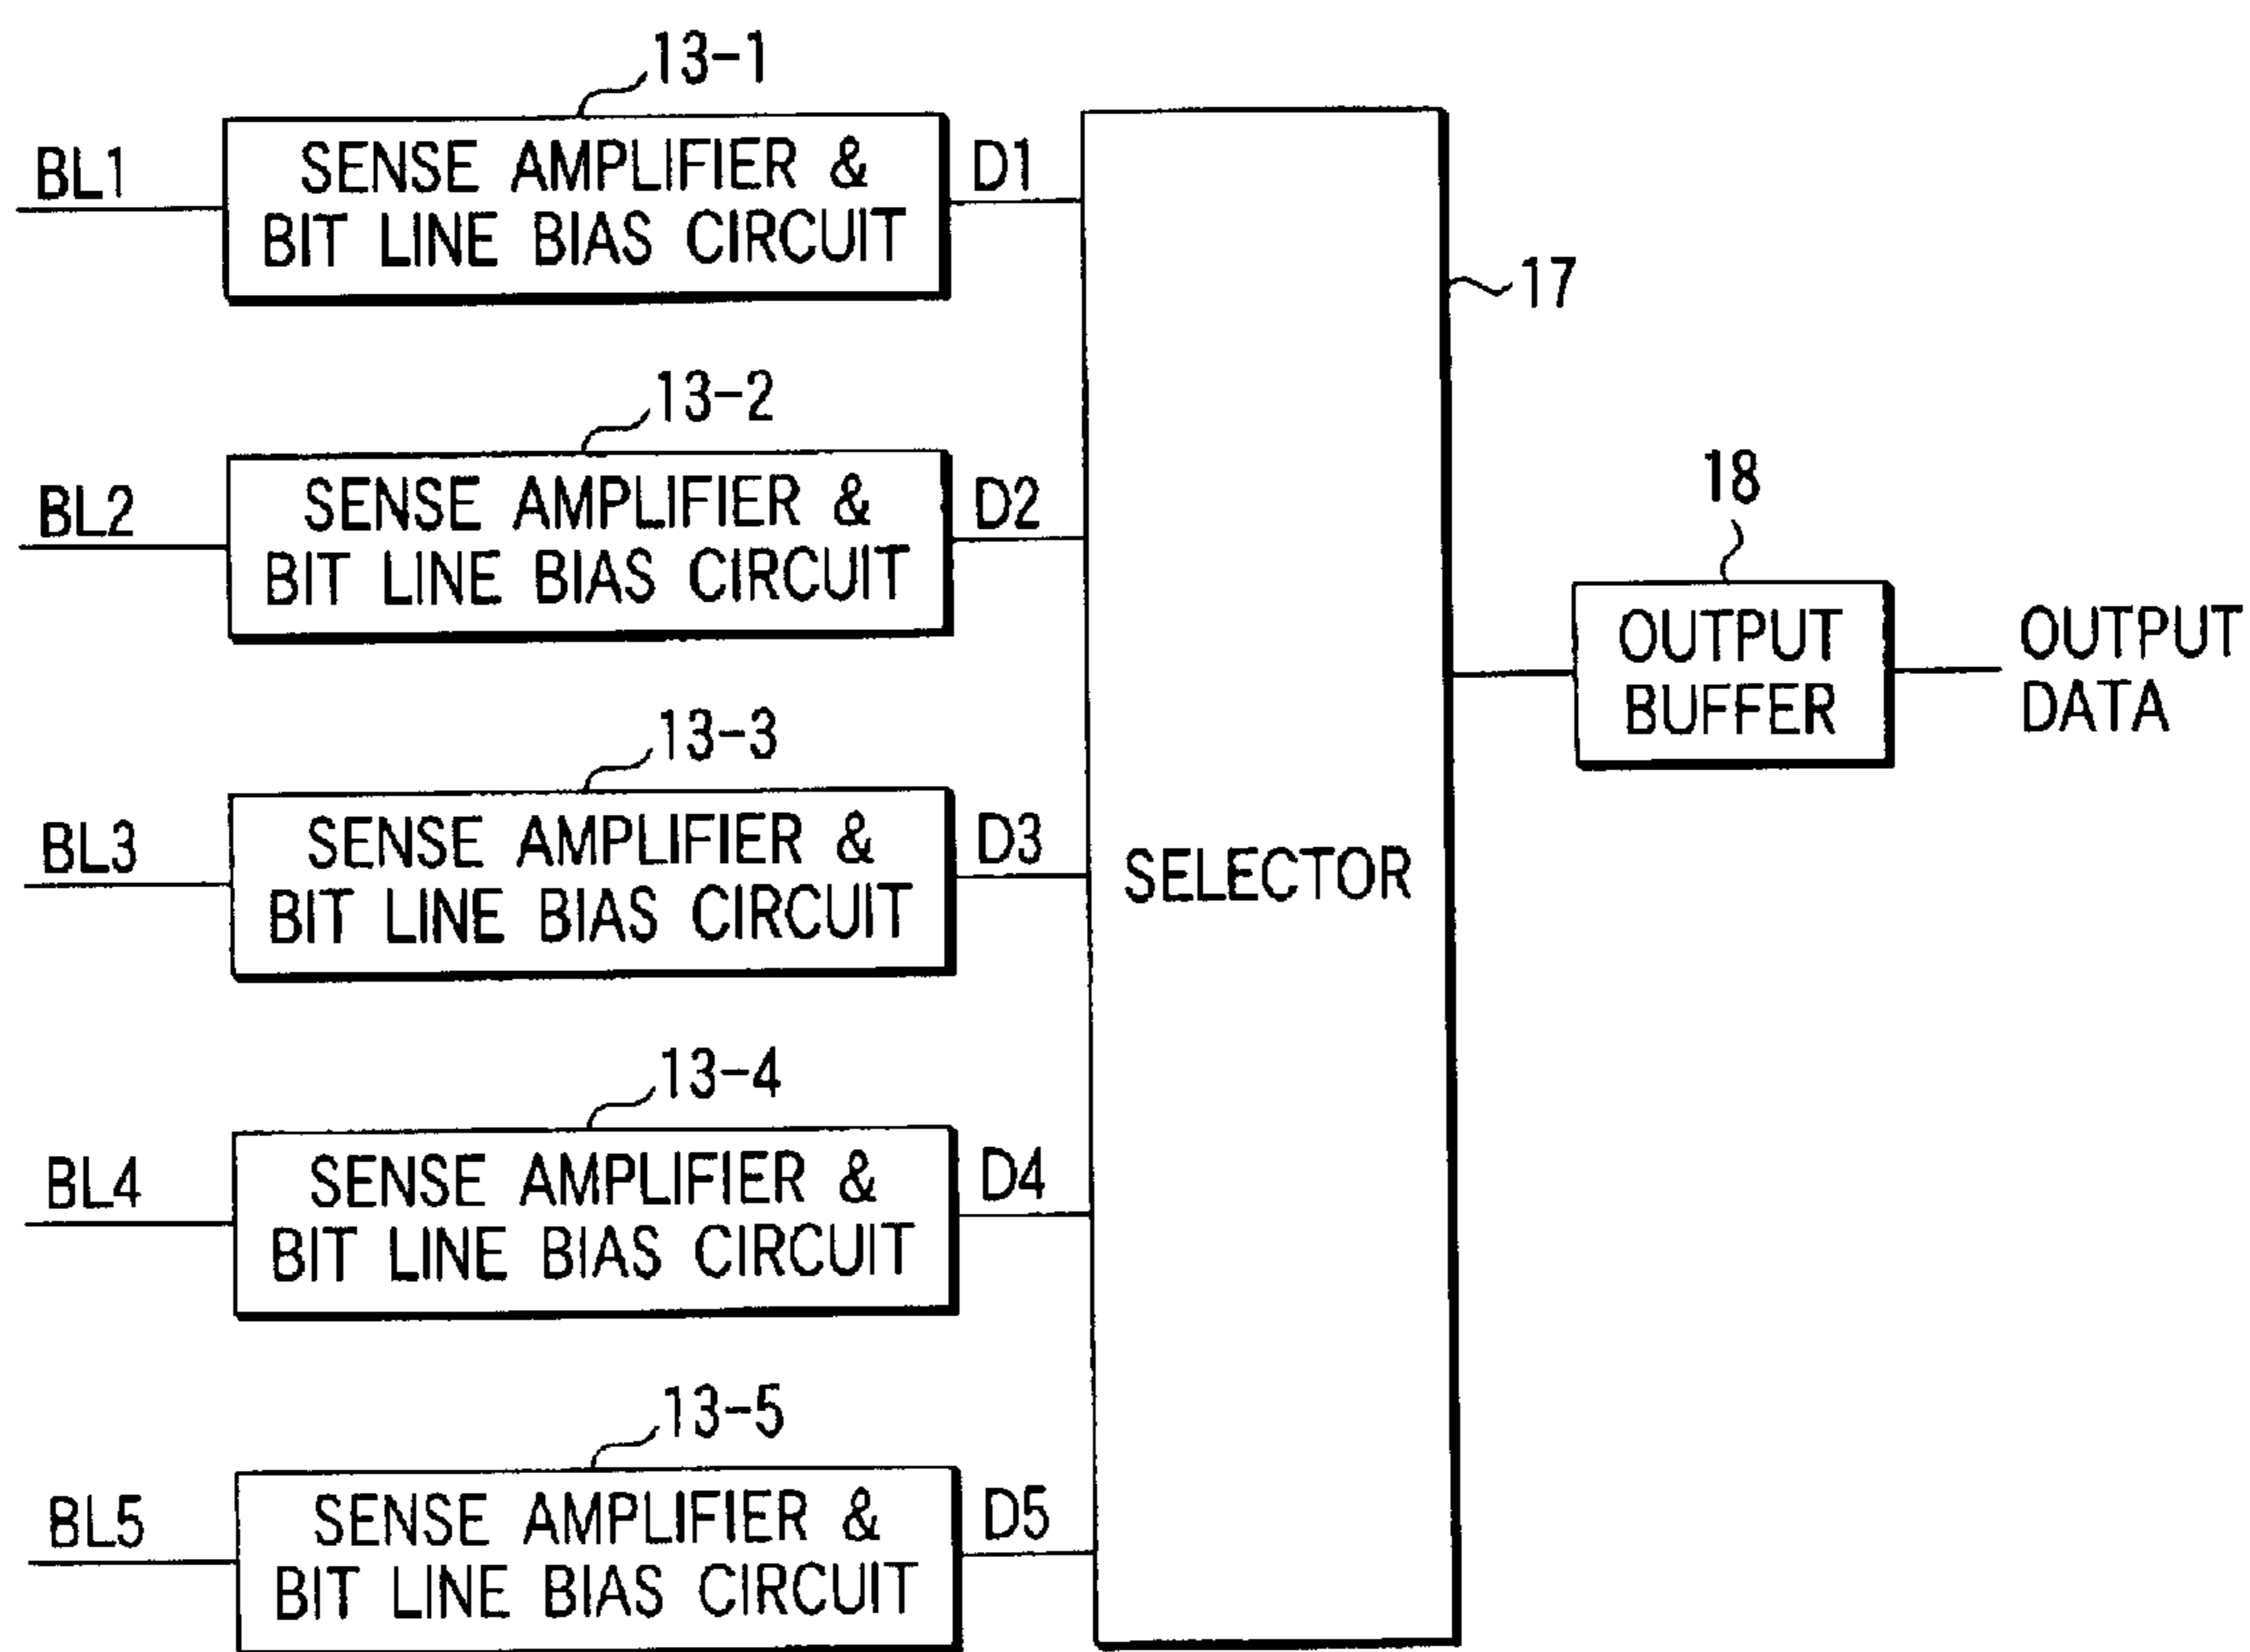 13-1
BL1
SENSE AMPLIFIER &
BIT LINE BIAS CIRCUIT
D1
17
13-2
BL2
SENSE AMPLIFIER &
BIT LINE BIAS CIRCUIT
D2
18
OUTPUT
BUFFER
OUTPUT
DATA
13-3
BL3
SENSE AMPLIFIER &
BIT LINE BIAS CIRCUIT
D3
SELECTOR
13-4
BL4
SENSE AMPLIFIER &
BIT LINE BIAS CIRCUIT
D4
13-5
BL5
SENSE AMPLIFIER &
BIT LINE BIAS CIRCUIT
D5